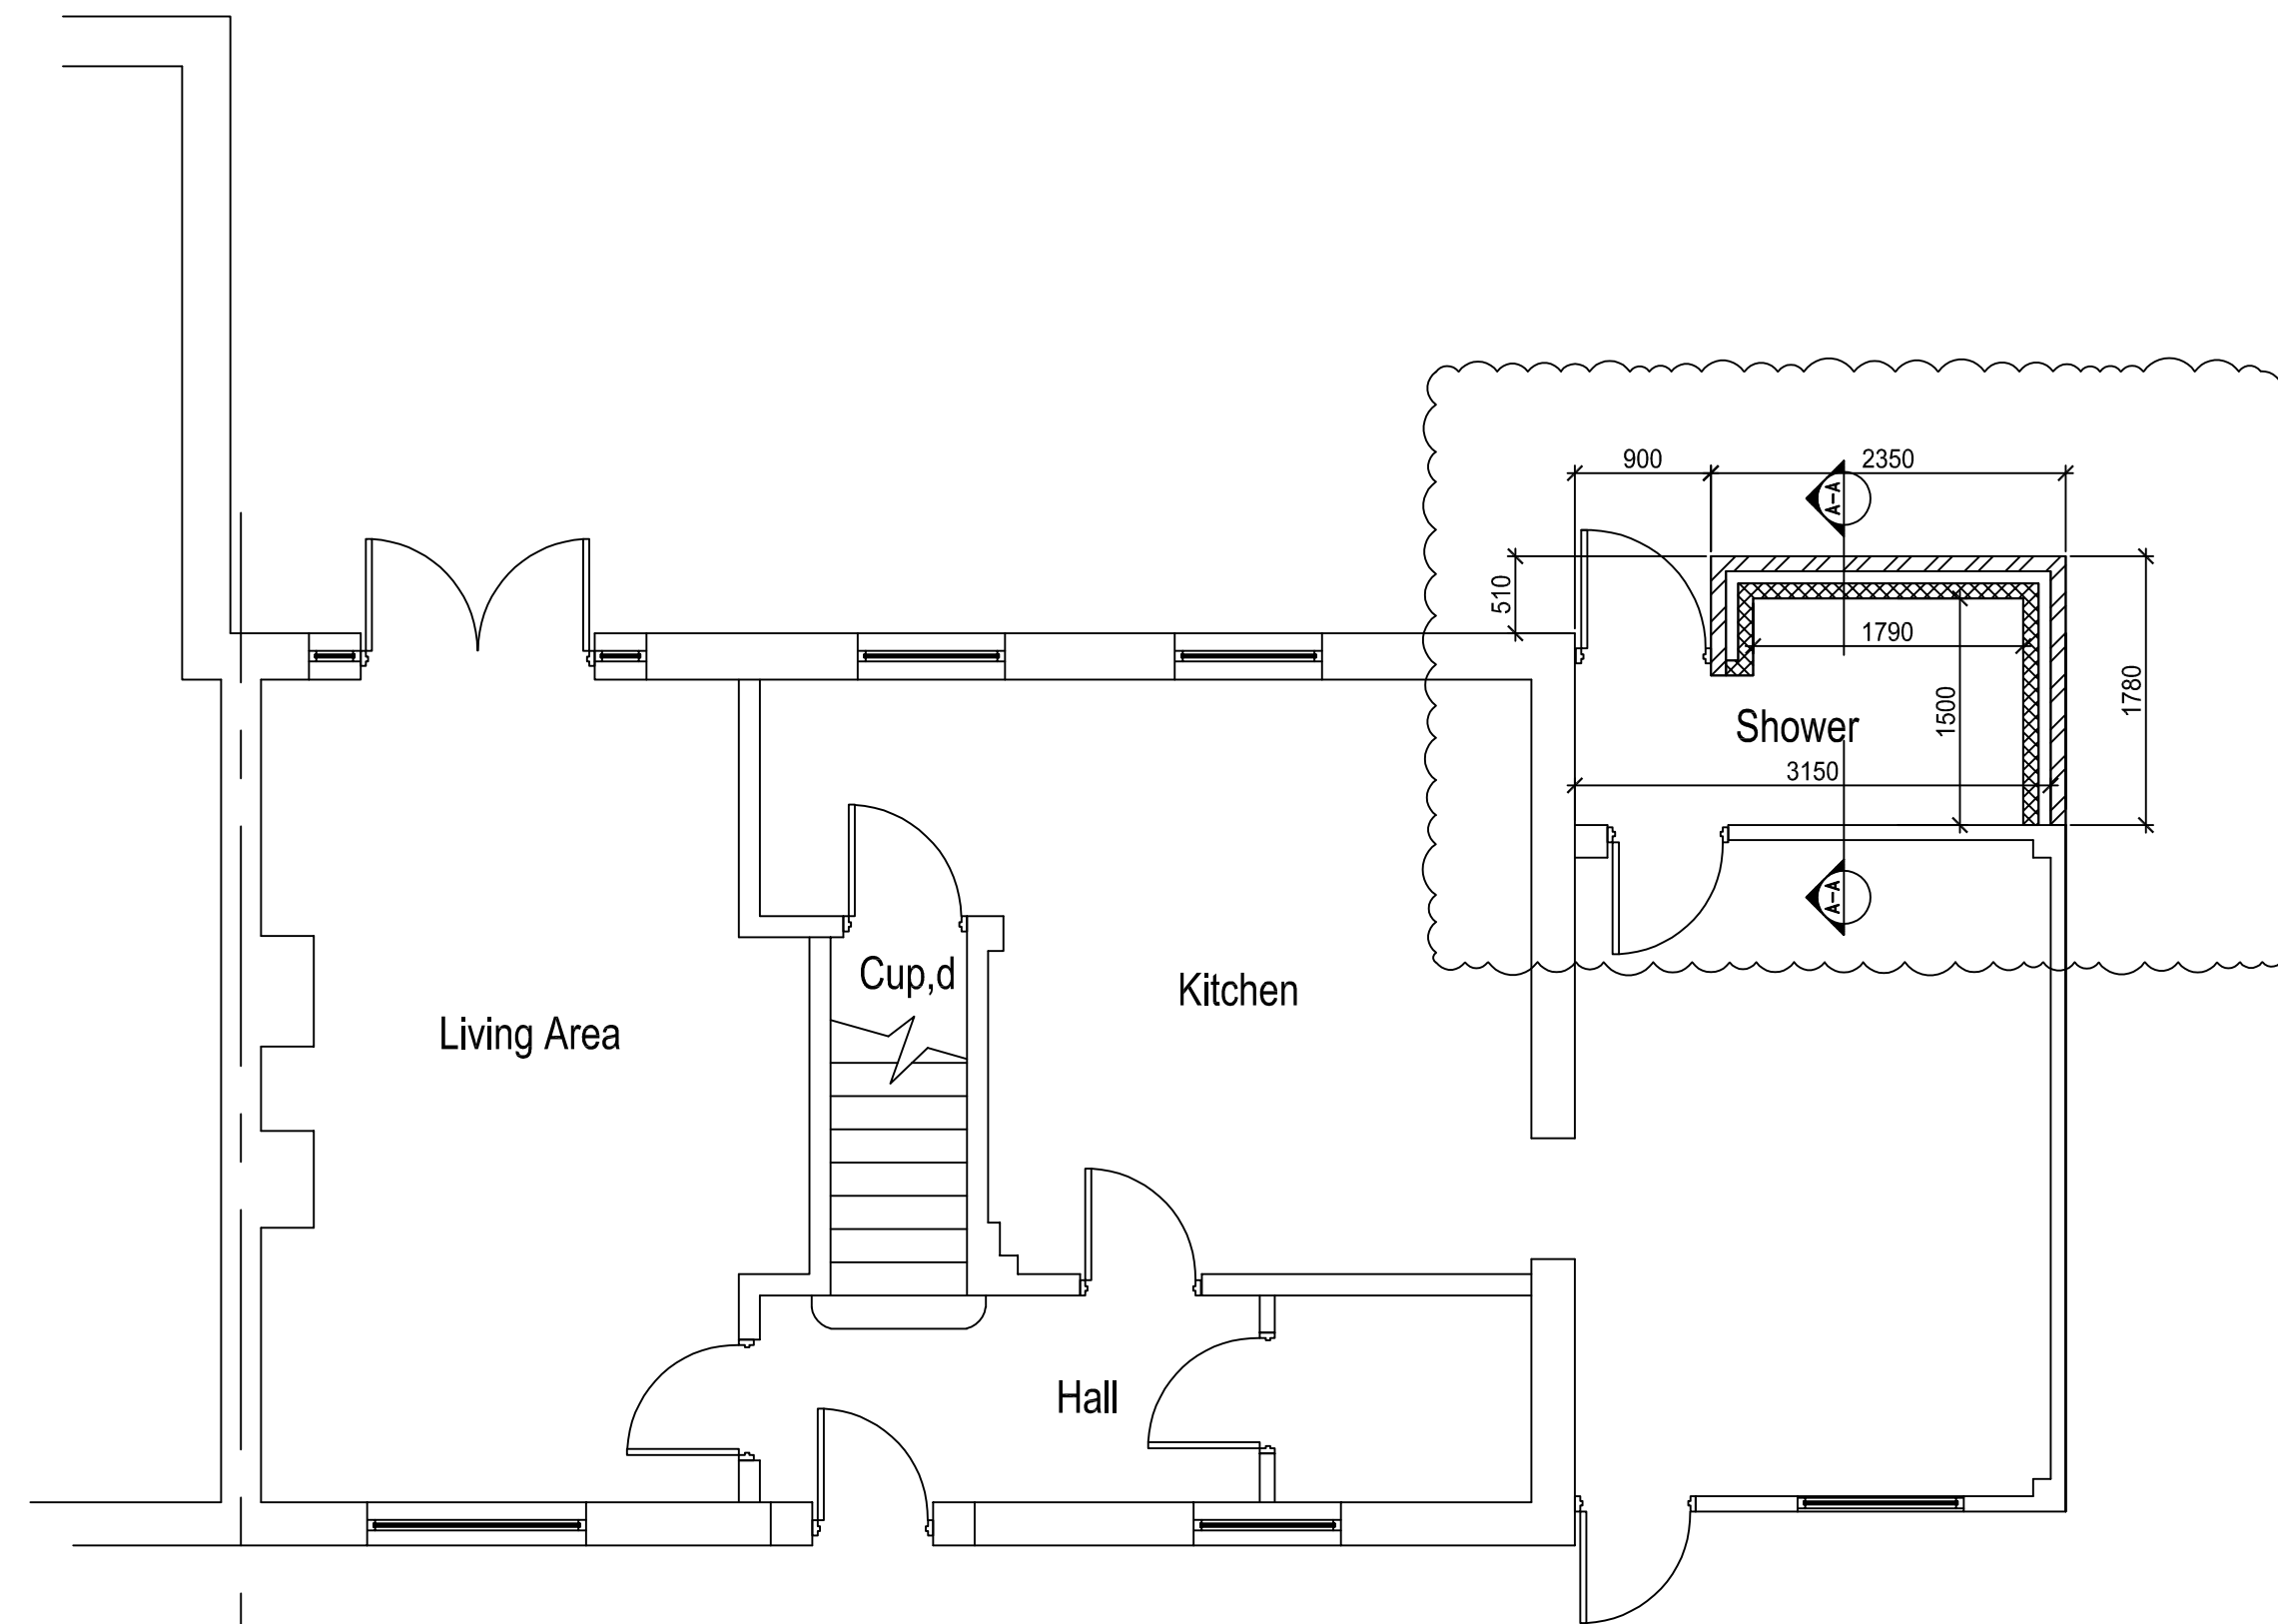 900
2350
A-A
510
1790
1780
1500
Shower
3150
A-A
Cup,d
Kitchen
Living Area
Hall